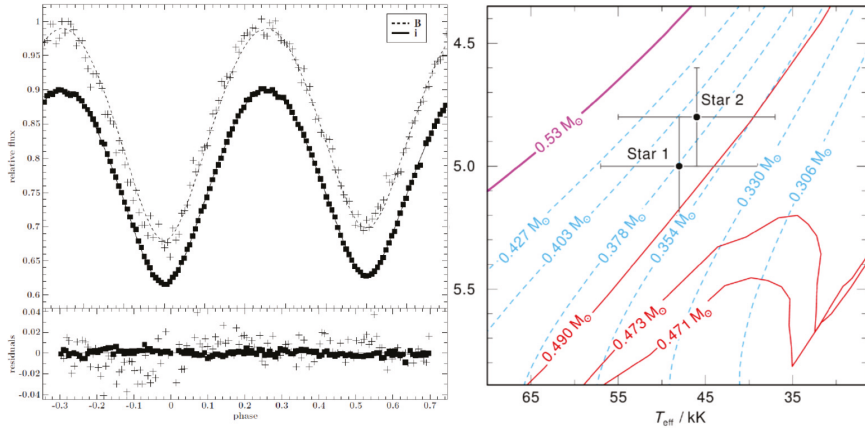 B
i
relative flux
1
0.95
0.9
0.85
0.8
0.75
0.7
0.65
0.6
residuals
0.04
0.02
0
-0.02
-0.04
-0.3 -0.2 -0.1 0 0.1 0.2 0.3 0.4 0.5 0.6 0.7
phase
4.5
5.0
5.5
0.53 M⊙
Star 2
Star 1
0.427 M⊙
0.403 M⊙
0.378 M⊙
0.354 M⊙
0.330 M⊙
0.306 M⊙
0.490 M⊙
0.473 M⊙
0.471 M⊙
65 55 45 35
Teff / kK